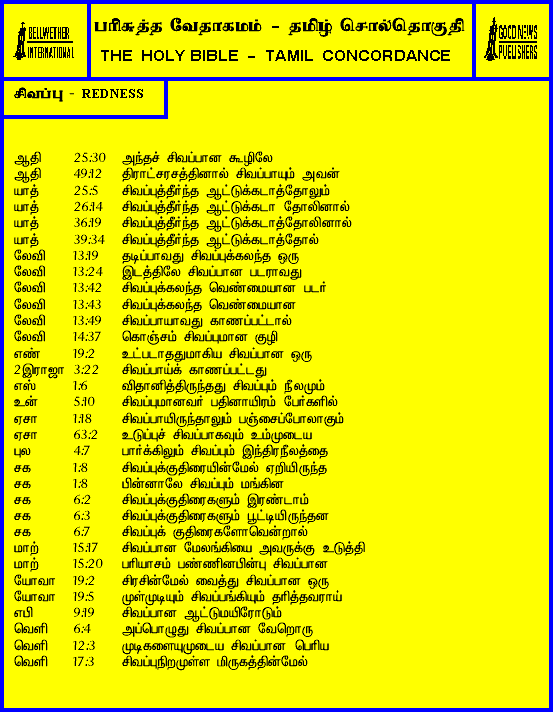 BELLWETHER
INTERNATIONAL
பரிசுத்த வேதாகமம் - தமிழ் சொல்தொகுதி
THE HOLY BIBLE - TAMIL CONCORDANCE
GOOD NEWS
PUBLISHERS
சிவப்பு - REDNESS
ஆதி 25:30 அந்தச் சிவப்பான கூழிலே
ஆதி 49:12 திராட்சரசத்தினால் சிவப்பாயும் அவன்
யாத் 25:5 சிவப்புத்தீர்ந்த ஆட்டுக்கடாத்தோலும்
யாத் 26:14 சிவப்புத்தீர்ந்த ஆட்டுக்கடா தோலினால்
யாத் 36:19 சிவப்புத்தீர்ந்த ஆட்டுக்கடாத்தோலினால்
யாத் 39:34 சிவப்புத்தீர்ந்த ஆட்டுக்கடாத்தோல்
லேவி 13:19 தடிப்பாவது சிவப்புக்கலந்த ஒரு
லேவி 13:24 இடத்திலே சிவப்பான படராவது
லேவி 13:42 சிவப்புக்கலந்த வெண்மையான படர்
லேவி 13:43 சிவப்புக்கலந்த வெண்மையான
லேவி 13:49 சிவப்பாயாவது காணப்பட்டால்
லேவி 14:37 கொஞ்சம் சிவப்புமான குழி
எண் 19:2 உட்படாததுமாகிய சிவப்பான ஒரு
2இராஜா 3:22 சிவப்பாய்க் காணப்பட்டது
எஸ் 1:6 விதானித்திருந்தது சிவப்பும் நீலமும்
உன் 5:10 சிவப்புமானவர் பதினாயிரம் பேர்களில்
ஏசா 1:18 சிவப்பாயிருந்தாலும் பஞ்சைப்போலாகும்
ஏசா 63:2 உடுப்புச் சிவப்பாகவும் உம்முடைய
புல 4:7 பார்க்கிலும் சிவப்பும் இந்திரநீலத்தை
சக 1:8 சிவப்புக்குதிரையின்மேல் ஏறியிருந்த
சக 1:8 பின்னாலே சிவப்பும் மங்கின
சக 6:2 சிவப்புக்குதிரைகளும் இரண்டாம்
சக 6:3 சிவப்புக்குதிரைகளும் பூட்டியிருந்தன
சக 6:7 சிவப்புக் குதிரைகளோவென்றால்
மாற் 15:17 சிவப்பான மேலங்கியை அவருக்கு உடுத்தி
மாற் 15:20 பரியாசம் பண்ணினபின்பு சிவப்பான
யோவா 19:2 சிரசின்மேல் வைத்து சிவப்பான ஒரு
யோவா 19:5 முள்முடியும் சிவப்பங்கியும் தரித்தவராய்
எபி 9:19 சிவப்பான ஆட்டுமயிரோடும்
வெளி 6:4 அப்பொழுது சிவப்பான வேறொரு
வெளி 12:3 முடிகளையுமுடைய சிவப்பான பெரிய
வெளி 17:3 சிவப்புநிறமுள்ள மிருகத்தின்மேல்